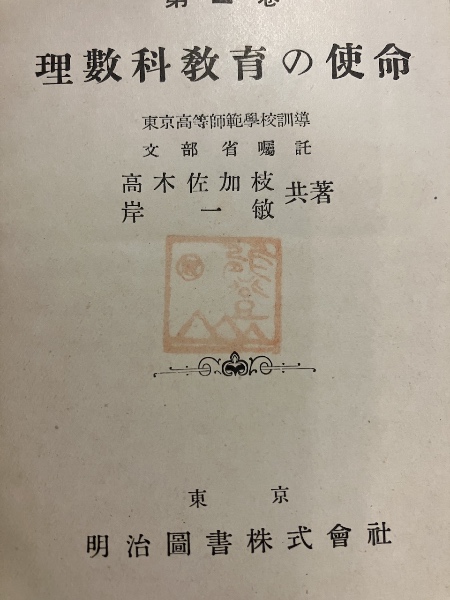 理數科敎育の使命
東京高等師範學校訓導
文部省囑託
高木佐加枝
岸一敏
共著
東京
明治圖書株式會社